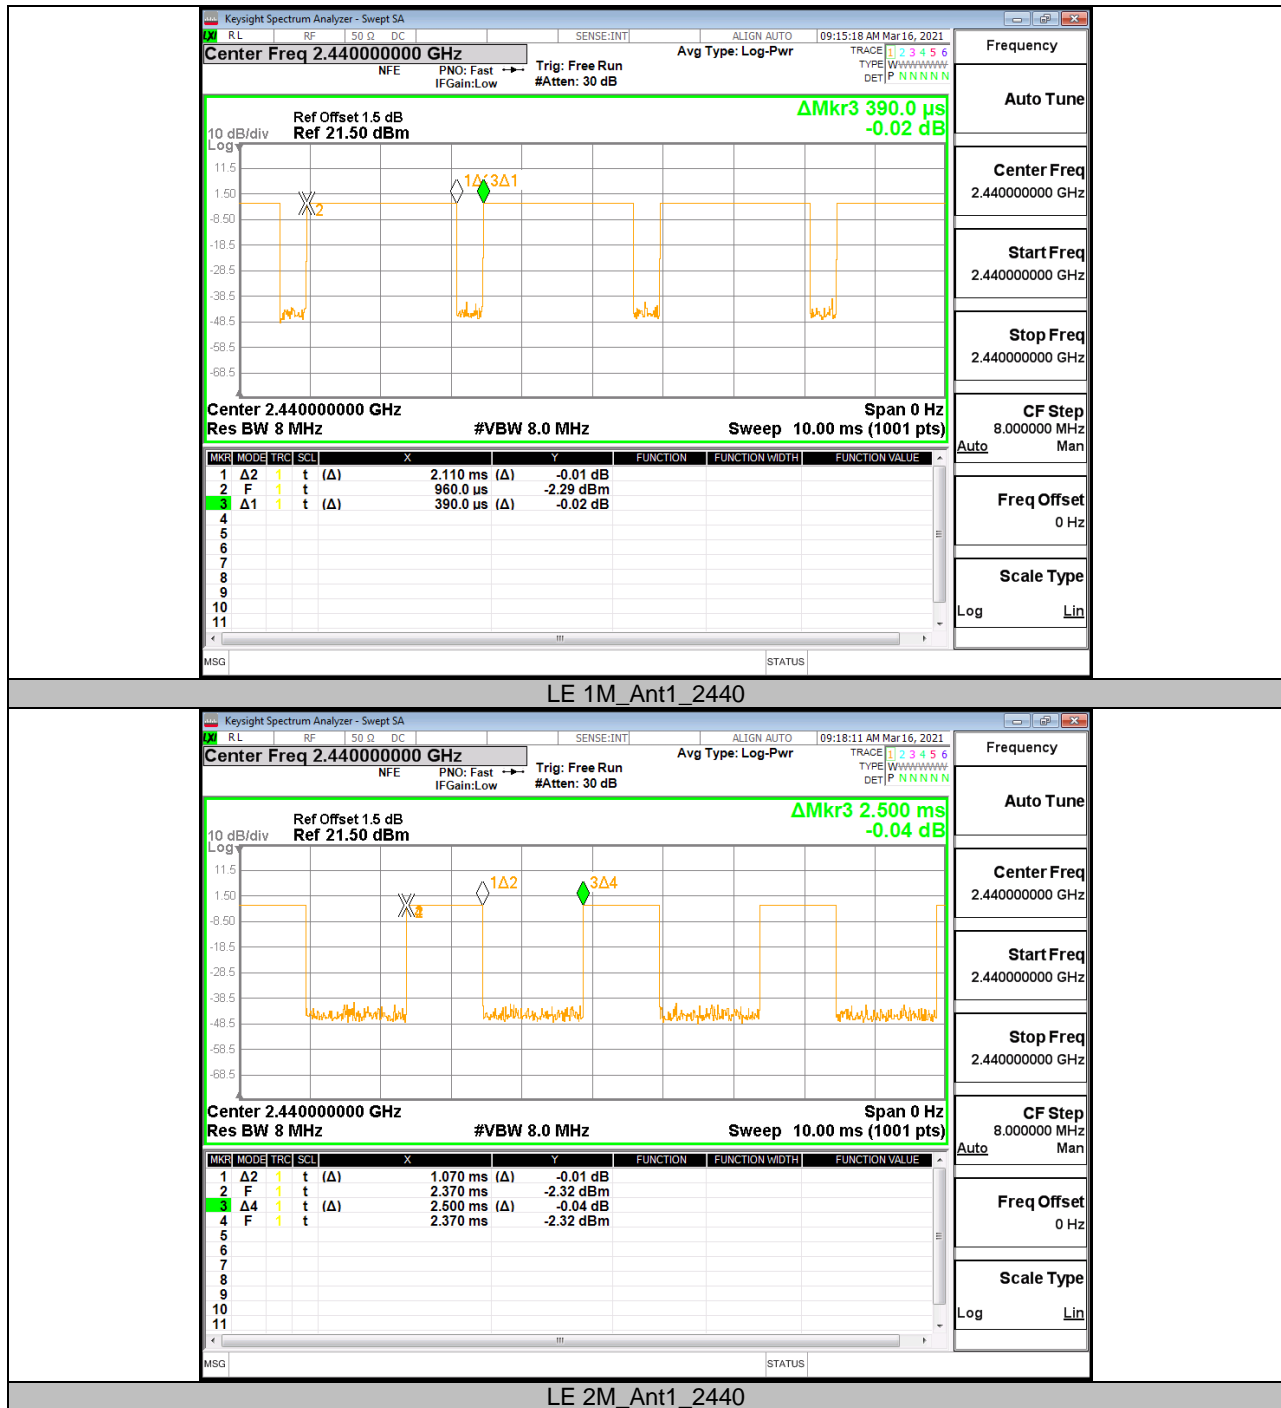 Keysight Spectrum Analyzer - Swept SA
LXI RL RF 50 Ω DC SENSE:INT ALIGN AUTO 09:15:18 AM Mar 16, 2021
Center Freq 2.440000000 GHz Avg Type: Log-Pwr TRACE 1 2 3 4 5 6
NFE PNO: Fast Trig: Free Run TYPE WWWWWW
IFGain:Low #Atten: 30 dB DET P N N N N N
Frequency
Auto Tune
Center Freq
2.440000000 GHz
Start Freq
2.440000000 GHz
Stop Freq
2.440000000 GHz
CF Step
8.000000 MHz
Auto Man
Freq Offset
0 Hz
Scale Type
Log Lin
ΔMkr3 390.0 µs
-0.02 dB
Ref Offset 1.5 dB
10 dB/div Ref 21.50 dBm
Log
11.5
1.50
-8.50
-18.5
-28.5
-38.5
-48.5
-58.5
-68.5
2
3Δ1
Center 2.440000000 GHz Span 0 Hz
Res BW 8 MHz #VBW 8.0 MHz Sweep 10.00 ms (1001 pts)
MKR MODE TRC SCL X Y FUNCTION FUNCTION WIDTH FUNCTION VALUE
1 Δ2 1 t (Δ) 2.110 ms (Δ) -0.01 dB
2 F 1 t 960.0 µs -2.29 dBm
3 Δ1 1 t (Δ) 390.0 µs (Δ) -0.02 dB
4
5
6
7
8
9
10
11
MSG STATUS
LE 1M_Ant1_2440
Keysight Spectrum Analyzer - Swept SA
LXI RL RF 50 Ω DC SENSE:INT ALIGN AUTO 09:18:11 AM Mar 16, 2021
Center Freq 2.440000000 GHz Avg Type: Log-Pwr TRACE 1 2 3 4 5 6
NFE PNO: Fast Trig: Free Run TYPE WWWWWW
IFGain:Low #Atten: 30 dB DET P N N N N N
Frequency
Auto Tune
Center Freq
2.440000000 GHz
Start Freq
2.440000000 GHz
Stop Freq
2.440000000 GHz
CF Step
8.000000 MHz
Auto Man
Freq Offset
0 Hz
Scale Type
Log Lin
ΔMkr3 2.500 ms
-0.04 dB
Ref Offset 1.5 dB
10 dB/div Ref 21.50 dBm
Log
11.5
1.50
-8.50
-18.5
-28.5
-38.5
-48.5
-58.5
-68.5
1Δ2
3Δ4
Center 2.440000000 GHz Span 0 Hz
Res BW 8 MHz #VBW 8.0 MHz Sweep 10.00 ms (1001 pts)
MKR MODE TRC SCL X Y FUNCTION FUNCTION WIDTH FUNCTION VALUE
1 Δ2 1 t (Δ) 1.070 ms (Δ) -0.01 dB
2 F 1 t 2.370 ms -2.32 dBm
3 Δ4 1 t (Δ) 2.500 ms (Δ) -0.04 dB
4 F 1 t 2.370 ms -2.32 dBm
5
6
7
8
9
10
11
MSG STATUS
LE 2M_Ant1_2440